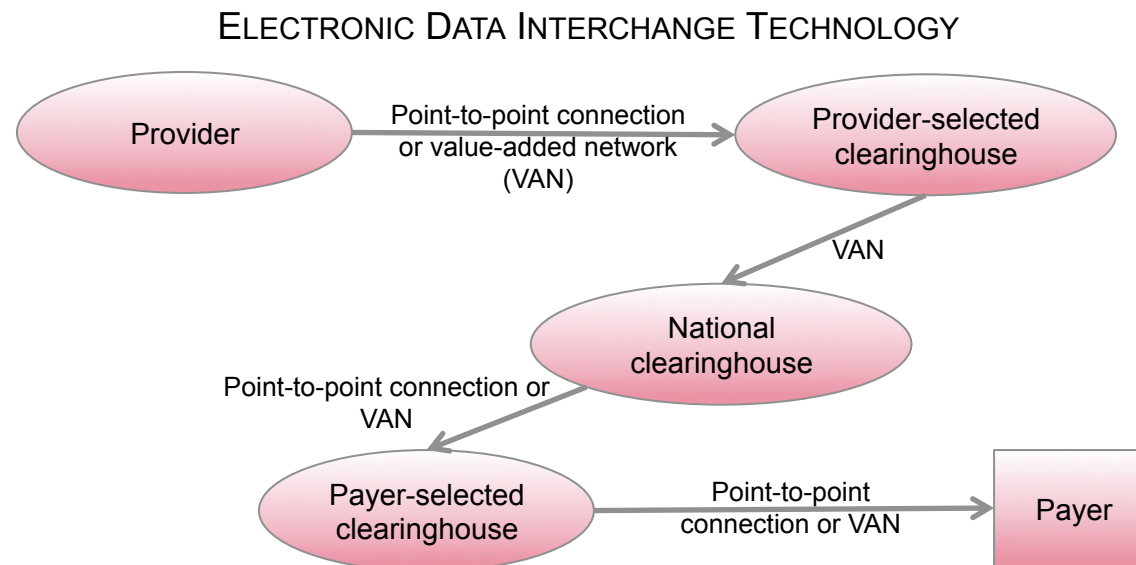 ELECTRONIC DATA INTERCHANGE TECHNOLOGY
Provider
Point-to-point connection
or value-added network
(VAN)
Provider-selected
clearinghouse
VAN
National
clearinghouse
Point-to-point connection or
VAN
Payer-selected
clearinghouse
Point-to-point
connection or VAN
Payer